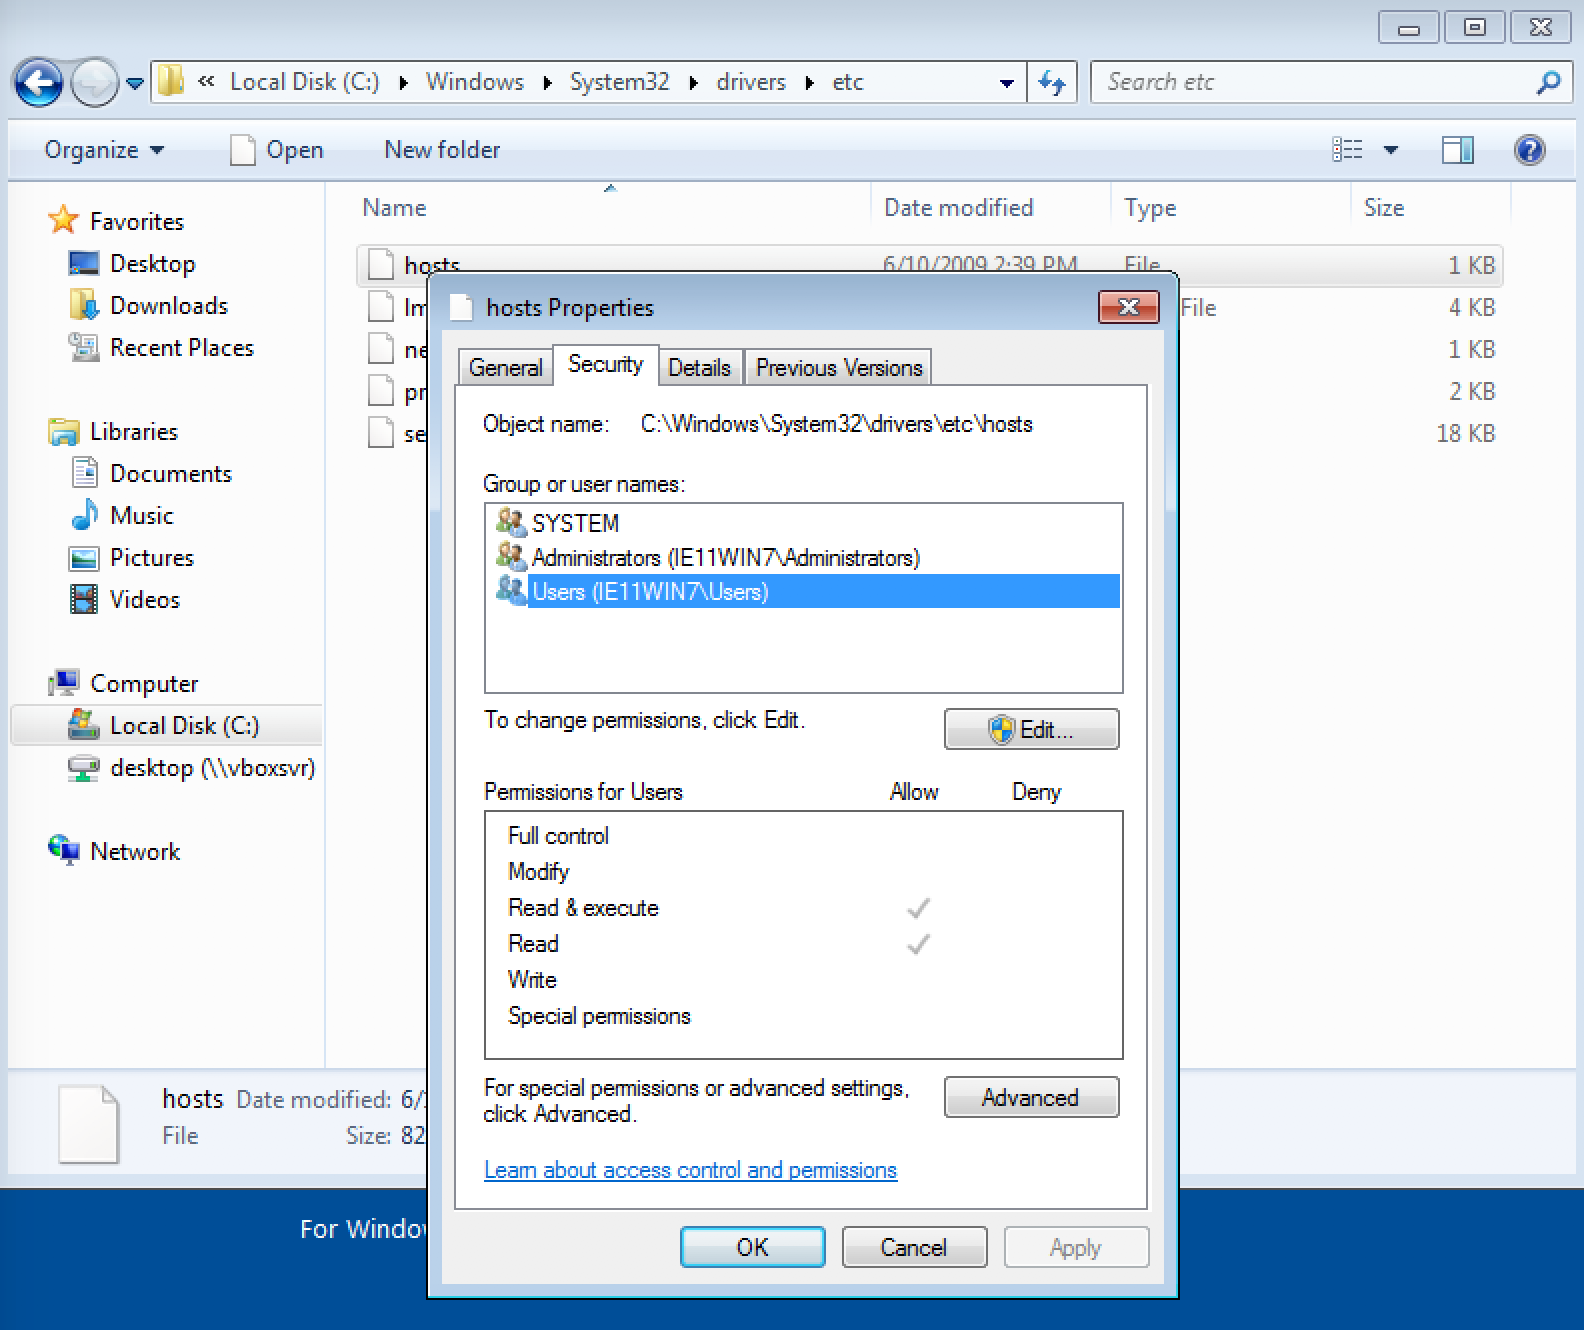 « Local Disk (C:) Windows System32 drivers etc
Search etc
Organize Open New folder
Name Date modified Type Size
Favorites
Desktop
Downloads
Recent Places
Libraries
Documents
Music
Pictures
Videos
Computer
Local Disk (C:)
desktop (\\vboxsvr)
Network
hosts 6/10/2009 2:39 PM File 1 KB
File 4 KB
1 KB
2 KB
18 KB
hosts Properties
General Security Details Previous Versions
Object name: C:\Windows\System32\drivers\etc\hosts
Group or user names:
SYSTEM
Administrators (IE11WIN7\Administrators)
Users (IE11WIN7\Users)
To change permissions, click Edit.
Edit...
Permissions for Users Allow Deny
Full control
Modify
Read & execute
Read
Write
Special permissions
For special permissions or advanced settings,
click Advanced.
Advanced
Learn about access control and permissions
OK Cancel Apply
hosts Date modified: 6/
File Size: 82
For Windo